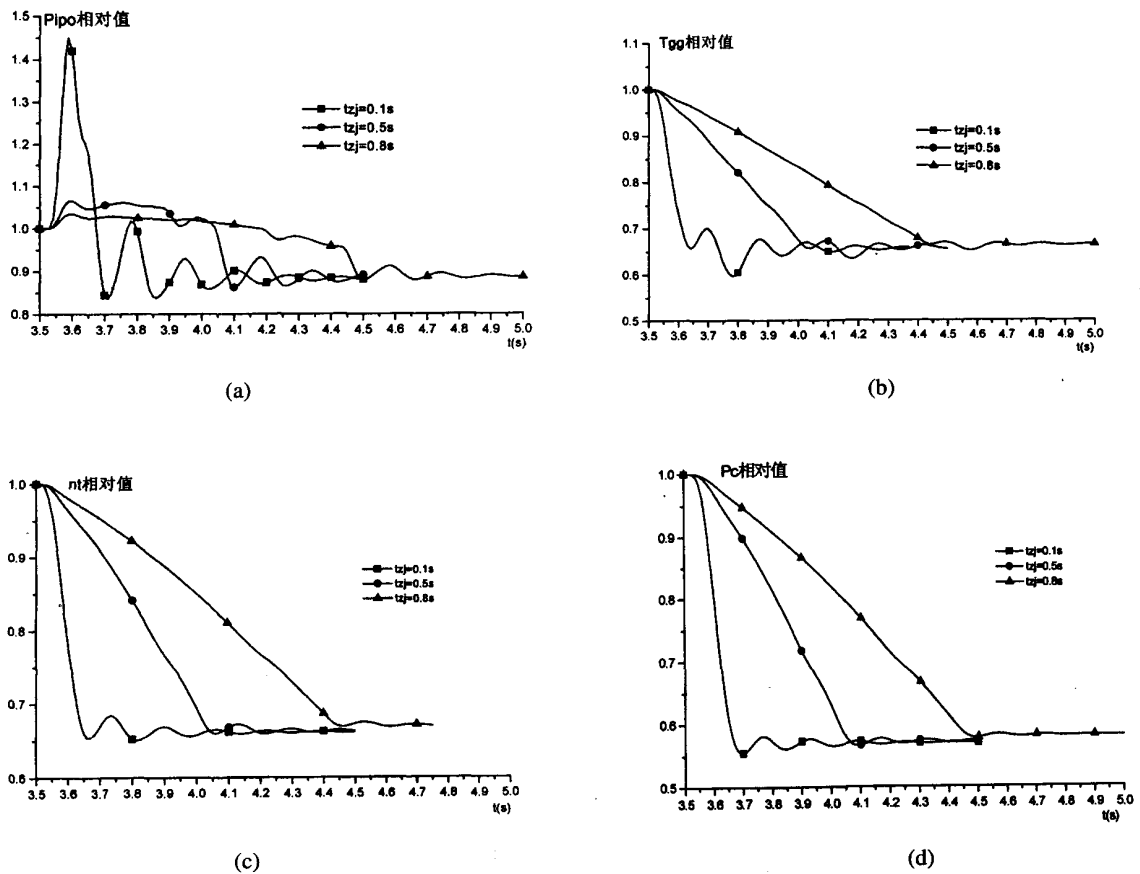 Pipo相对值
1.5
1.4
1.3
1.2
1.1
1.0
0.9
0.8
3.5 3.6 3.7 3.8 3.9 4.0 4.1 4.2 4.3 4.4 4.5 4.6 4.7 4.8 4.9 5.0
t(s)
tzj=0.1s
tzj=0.5s
tzj=0.8s
(a)
Tgg相对值
1.1
1.0
0.9
0.8
0.7
0.6
0.5
3.5 3.6 3.7 3.8 3.9 4.0 4.1 4.2 4.3 4.4 4.5 4.6 4.7 4.8 4.9 5.0
t(s)
tzj=0.1s
tzj=0.5s
tzj=0.8s
(b)
nt相对值
1.0
0.9
0.8
0.7
0.6
3.5 3.6 3.7 3.8 3.9 4.0 4.1 4.2 4.3 4.4 4.5 4.6 4.7 4.8 4.9 5.0
t(s)
tzj=0.1s
tzj=0.5s
tzj=0.8s
(c)
Pc相对值
1.0
0.9
0.8
0.7
0.6
0.5
3.5 3.6 3.7 3.8 3.9 4.0 4.1 4.2 4.3 4.4 4.5 4.6 4.7 4.8 4.9 5.0
t(s)
tzj=0.1s
tzj=0.5s
tzj=0.8s
(d)